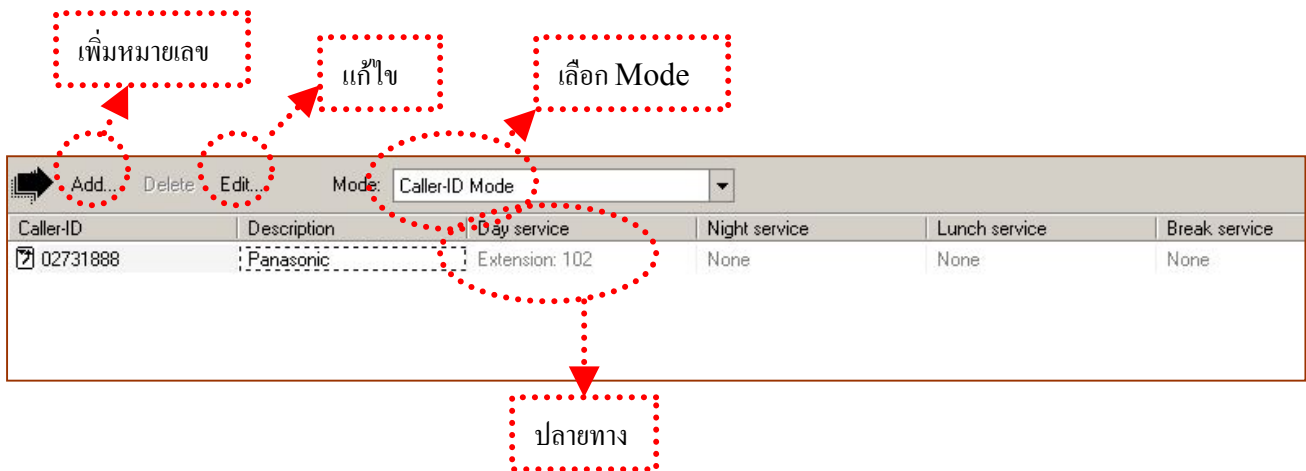 เพิ่มหมายเลข
แก้ไข
เลือก Mode
Add... Delete Edit... Mode: Caller-ID Mode
Caller-ID Description Day service Night service Lunch service Break service
02731888 Panasonic Extension: 102 None None None
ปลายทาง